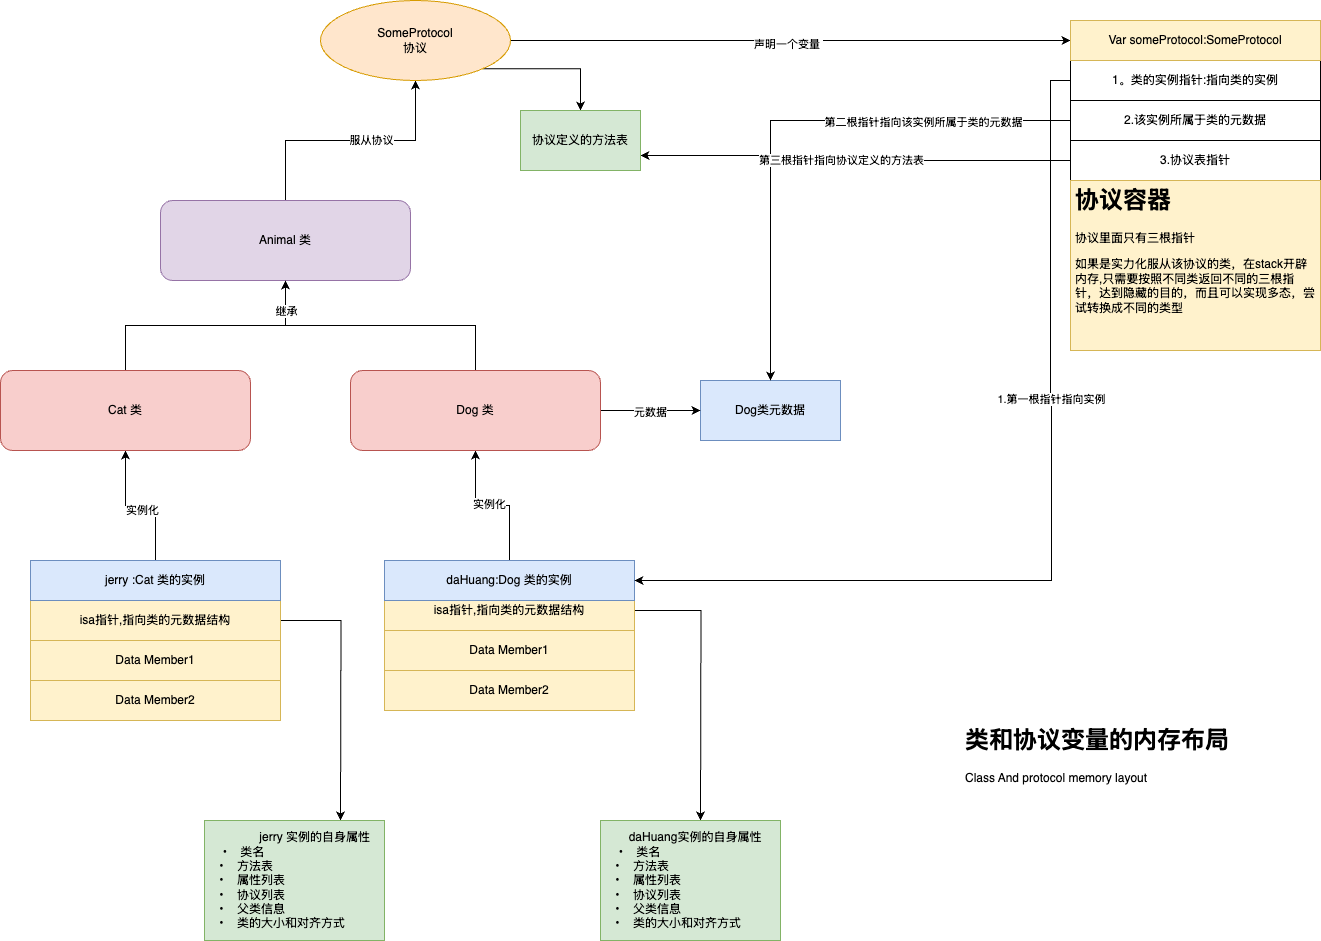 SomeProtocol
协议
声明一个变量
Var someProtocol:SomeProtocol
1。类的实例指针:指向类的实例
2.该实例所属于类的元数据
3.协议表指针
第二根指针指向该实例所属于类的元数据
第三根指针指向协议定义的方法表
协议定义的方法表
服从协议
协议容器
协议里面只有三根指针
如果是实力化服从该协议的类，在stack开辟
内存,只需要按照不同类返回不同的三根指
针，达到隐藏的目的，而且可以实现多态，尝
试转换成不同的类型
Animal 类
继承
Cat 类
Dog 类
元数据
Dog类元数据
1.第一根指针指向实例
实例化
实例化
jerry :Cat 类的实例
isa指针,指向类的元数据结构
Data Member1
Data Member2
daHuang:Dog 类的实例
isa指针,指向类的元数据结构
Data Member1
Data Member2
类和协议变量的内存布局
Class And protocol memory layout
jerry 实例的自身属性
• 类名
• 方法表
• 属性列表
• 协议列表
• 父类信息
• 类的大小和对齐方式
daHuang实例的自身属性
• 类名
• 方法表
• 属性列表
• 协议列表
• 父类信息
• 类的大小和对齐方式